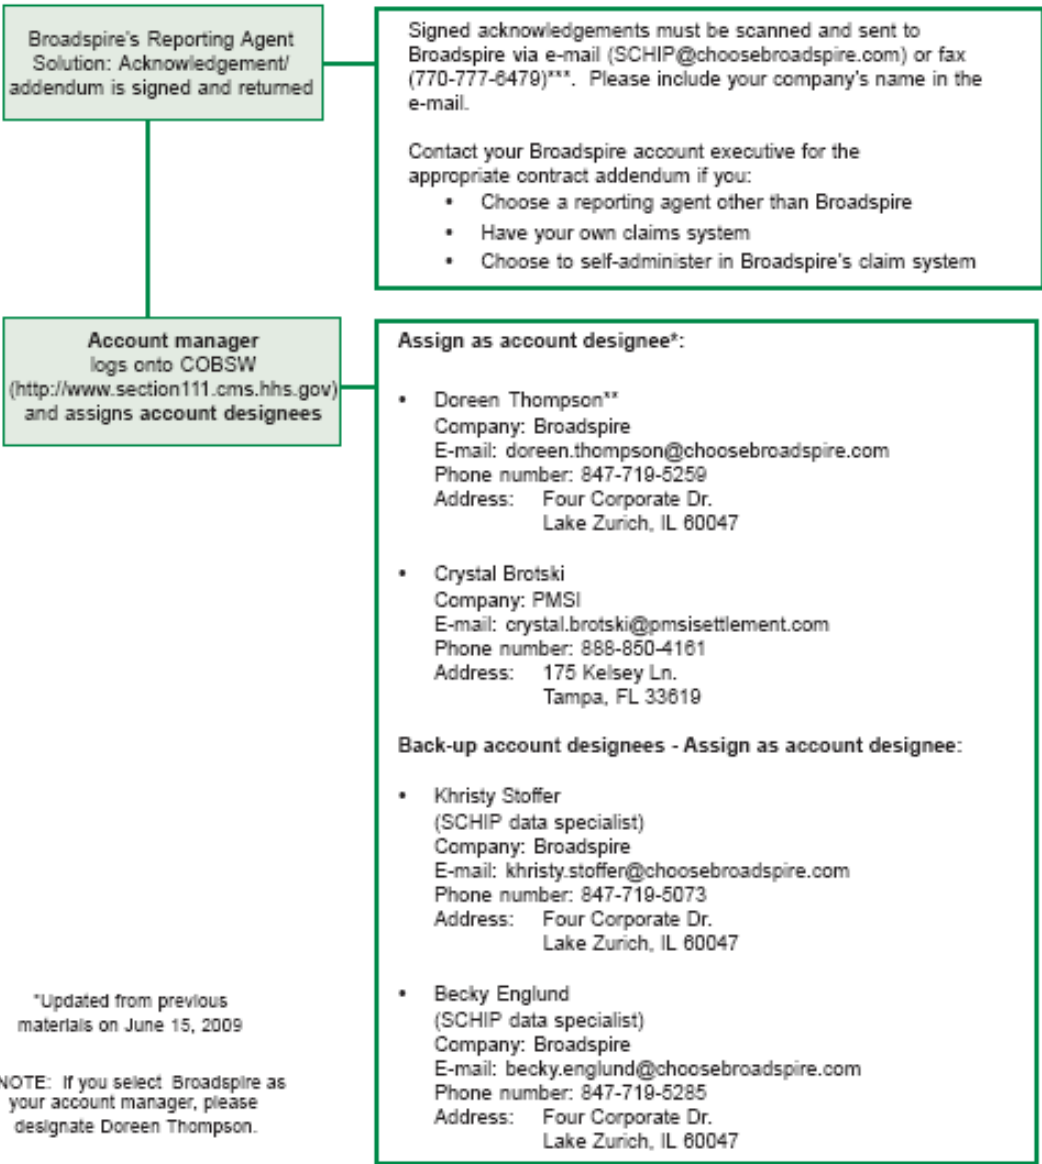 Broadspire's Reporting Agent
Solution: Acknowledgement/
addendum is signed and returned
Signed acknowledgements must be scanned and sent to
Broadspire via e-mail (SCHIP@choosebroadspire.com) or fax
(770-777-6479)***. Please include your company's name in the
e-mail.
Contact your Broadspire account executive for the
appropriate contract addendum if you:
• Choose a reporting agent other than Broadspire
• Have your own claims system
• Choose to self-administer in Broadspire's claim system
Account manager
logs onto COBSW
(http://www.section111.cms.hhs.gov)
and assigns account designees
Assign as account designee*:
• Doreen Thompson**
Company: Broadspire
E-mail: doreen.thompson@choosebroadspire.com
Phone number: 847-719-5259
Address: Four Corporate Dr.
Lake Zurich, IL 60047
• Crystal Brotski
Company: PMSI
E-mail: crystal.brotski@pmsisettlement.com
Phone number: 888-850-4161
Address: 175 Kelsey Ln.
Tampa, FL 33619
Back-up account designees - Assign as account designee:
• Khristy Stoffer
(SCHIP data specialist)
Company: Broadspire
E-mail: khristy.stoffer@choosebroadspire.com
Phone number: 847-719-5073
Address: Four Corporate Dr.
Lake Zurich, IL 60047
• Becky Englund
(SCHIP data specialist)
Company: Broadspire
E-mail: becky.englund@choosebroadspire.com
Phone number: 847-719-5285
Address: Four Corporate Dr.
Lake Zurich, IL 60047
*Updated from previous
materials on June 15, 2009
NOTE: If you select Broadspire as
your account manager, please
designate Doreen Thompson.